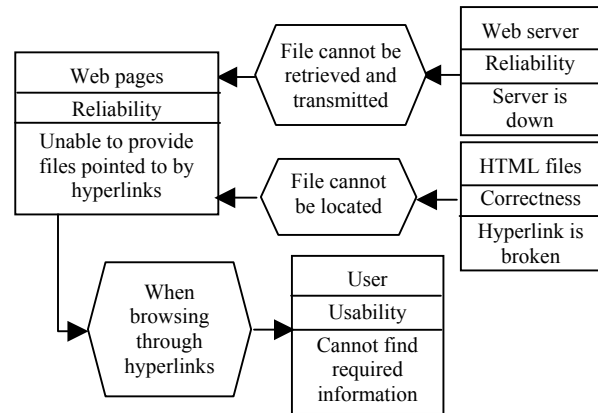 Web pages
Reliability
Unable to provide
files pointed to by
hyperlinks
File cannot be
retrieved and
transmitted
Web server
Reliability
Server is
down
File cannot
be located
HTML files
Correctness
Hyperlink is
broken
When
browsing
through
hyperlinks
User
Usability
Cannot find
required
information